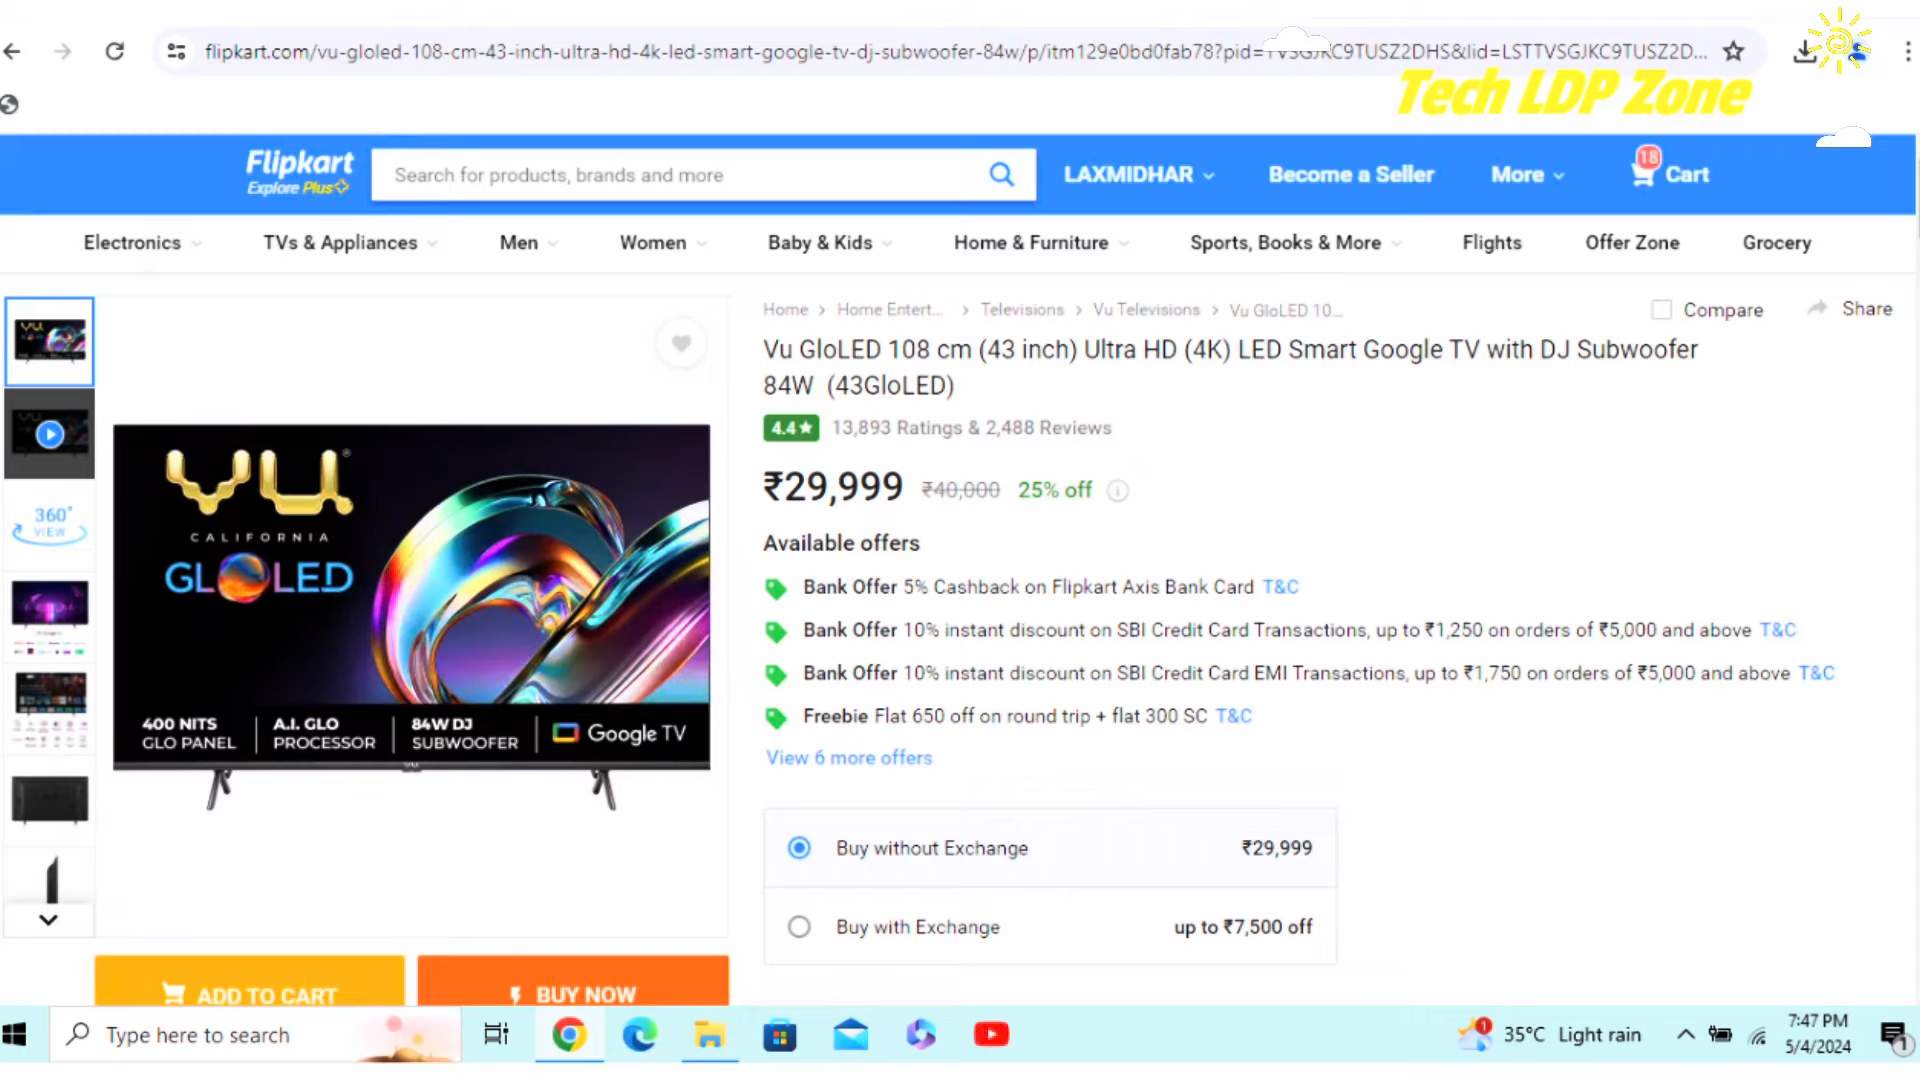 flipkart.com/vu-gloled-108-cm-43-inch-ultra-hd-4k-led-smart-google-tv-dj-subwoofer-84w/p/itm129e0bd0fab78?pid=TVSGJKC9TUSZ2DHS&lid=LSTTVSGJKC9TUSZ2D...
Tech LDP Zone
Flipkart
Explore Plus
Search for products, brands and more
LAXMIDHAR
Become a Seller
More
18
Cart
Electronics
TVs & Appliances
Men
Women
Baby & Kids
Home & Furniture
Sports, Books & More
Flights
Offer Zone
Grocery
Home > Home Entert... > Televisions > Vu Televisions > Vu GloLED 10...
Compare
Share
Vu GloLED 108 cm (43 inch) Ultra HD (4K) LED Smart Google TV with DJ Subwoofer
84W (43GloLED)
4.4★ 13,893 Ratings & 2,488 Reviews
₹29,999 ₹40,000 25% off
Available offers
Bank Offer 5% Cashback on Flipkart Axis Bank Card T&C
Bank Offer 10% instant discount on SBI Credit Card Transactions, up to ₹1,250 on orders of ₹5,000 and above T&C
Bank Offer 10% instant discount on SBI Credit Card EMI Transactions, up to ₹1,750 on orders of ₹5,000 and above T&C
Freebie Flat 650 off on round trip + flat 300 SC T&C
View 6 more offers
Buy without Exchange ₹29,999
Buy with Exchange up to ₹7,500 off
360°
VIEW
VU®
CALIFORNIA
GLOLED
400 NITS
GLO PANEL
A.I. GLO
PROCESSOR
84W DJ
SUBWOOFER
Google TV
VU
ADD TO CART
BUY NOW
Type here to search
1
35°C Light rain
7:47 PM
5/4/2024
1